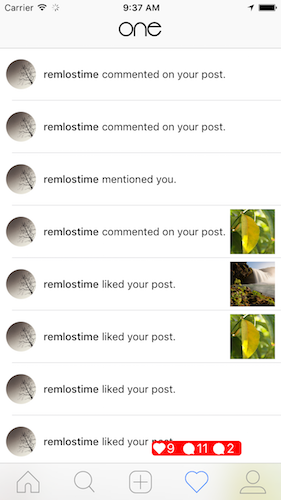 Carrier 9:37 AM
one
remlostime commented on your post.
remlostime commented on your post.
remlostime mentioned you.
remlostime commented on your post.
remlostime liked your post.
remlostime liked your post.
remlostime liked your post.
remlostime liked your post.
9 11 2